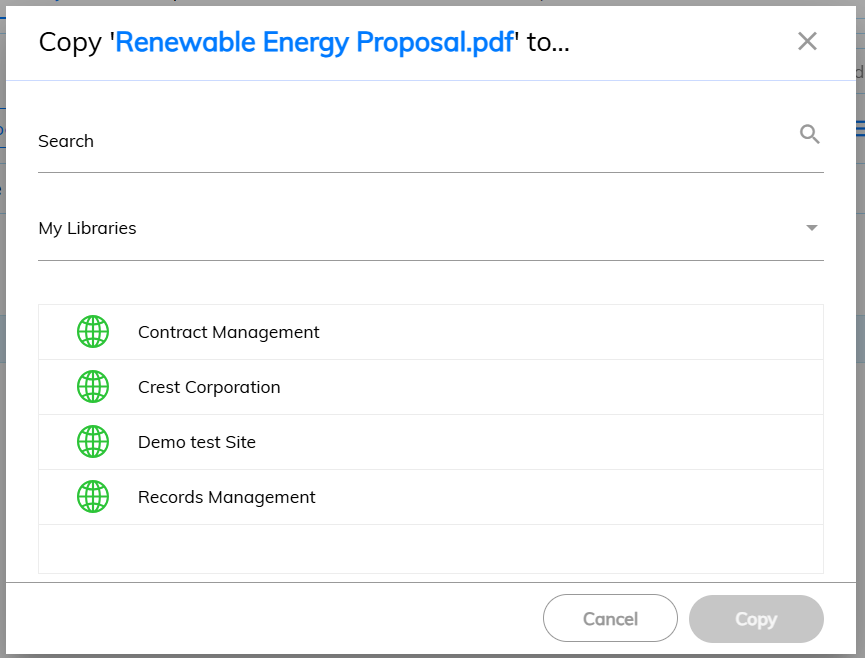 Copy 'Renewable Energy Proposal.pdf' to...
Search
My Libraries
Contract Management
Crest Corporation
Demo test Site
Records Management
Cancel
Copy